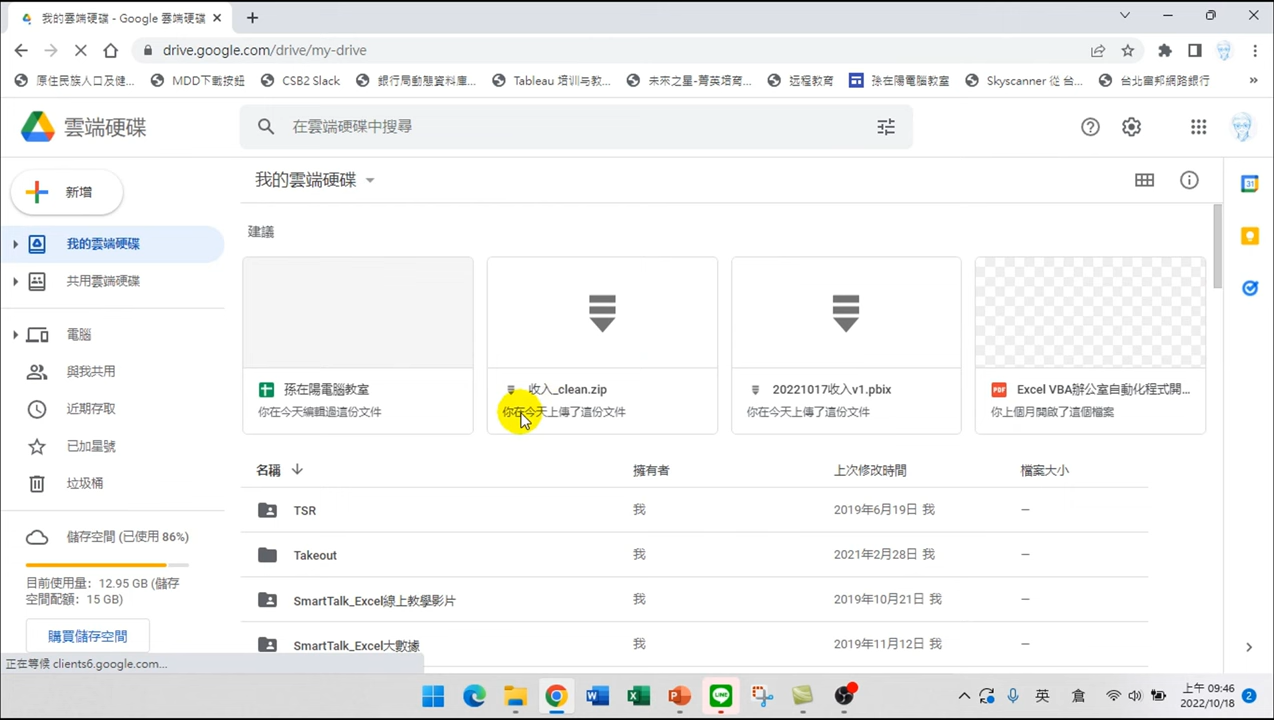 我的雲端硬碟 - Google 雲端硬碟
drive.google.com/drive/my-drive
原住民族人口及健... MDD下載按鈕 CSB2 Slack 銀行局動態資料庫... Tableau 培训与教... 未來之星-菁英培育... 远程教育 孫在陽電腦教室 Skyscanner 從 台... 台北富邦網路銀行
雲端硬碟
在雲端硬碟中搜尋
新增
我的雲端硬碟
共用雲端硬碟
電腦
與我共用
近期存取
已加星號
垃圾桶
儲存空間 (已使用 86%)
目前使用量：12.95 GB (儲存
空間配額：15 GB)
購買儲存空間
正在等候 clients6.google.com...
我的雲端硬碟
建議
孫在陽電腦教室
你在今天編輯過這份文件
收入_clean.zip
你在今天上傳了這份文件
20221017收入v1.pbix
你在今天上傳了這份文件
PDF Excel VBA辦公室自動化程式開...
你上個月開啟了這個檔案
名稱 擁有者 上次修改時間 檔案大小
TSR 我 2019年6月19日 我 —
Takeout 我 2021年2月28日 我 —
SmartTalk_Excel線上教學影片 我 2019年10月21日 我 —
SmartTalk_Excel大數據 我 2019年11月12日 我 —
31
英 倉 上午 09:46
2022/10/18 2